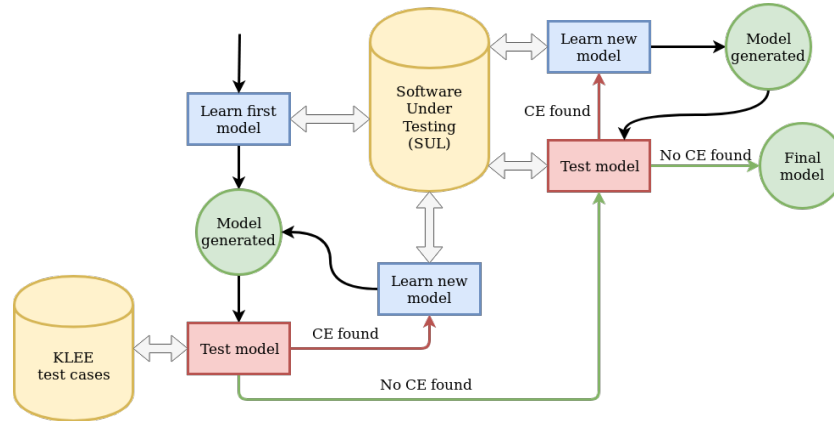 Learn first
model
Software
Under
Testing
(SUL)
Learn new
model
Model
generated
CE found
Test model
No CE found
Final
model
Model
generated
Learn new
model
KLEE
test cases
Test model
CE found
No CE found